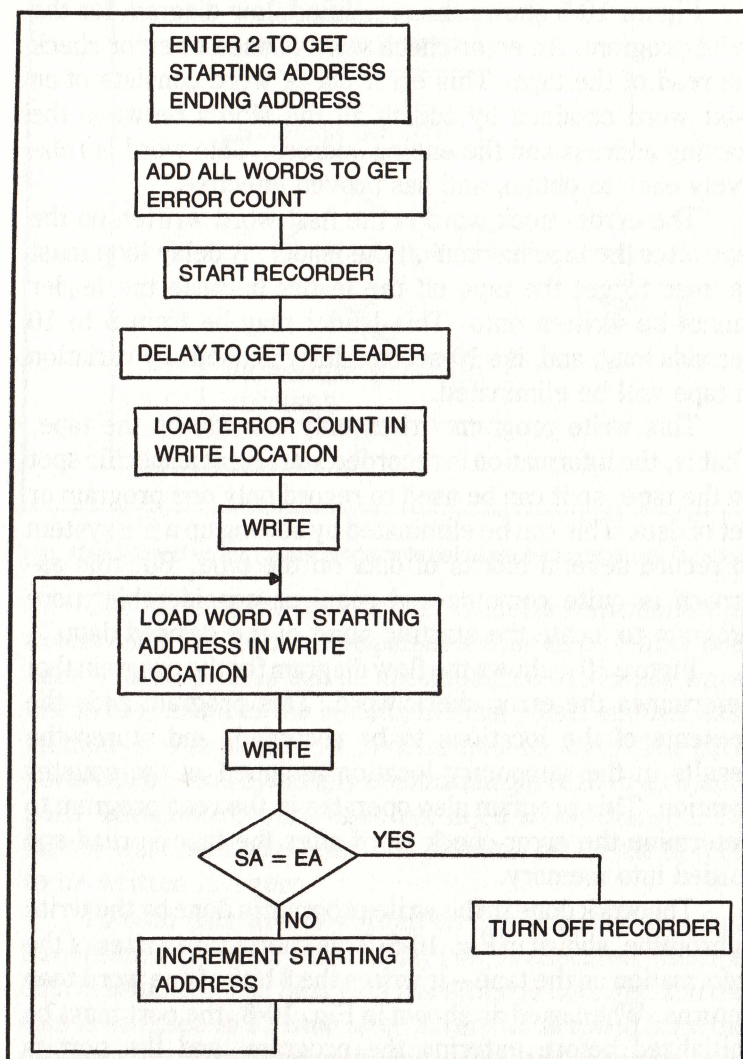 ENTER 2 TO GET
STARTING ADDRESS
ENDING ADDRESS
ADD ALL WORDS TO GET
ERROR COUNT
START RECORDER
DELAY TO GET OFF LEADER
LOAD ERROR COUNT IN
WRITE LOCATION
WRITE
LOAD WORD AT STARTING
ADDRESS IN WRITE
LOCATION
WRITE
SA = EA
YES
NO
TURN OFF RECORDER
INCREMENT STARTING
ADDRESS